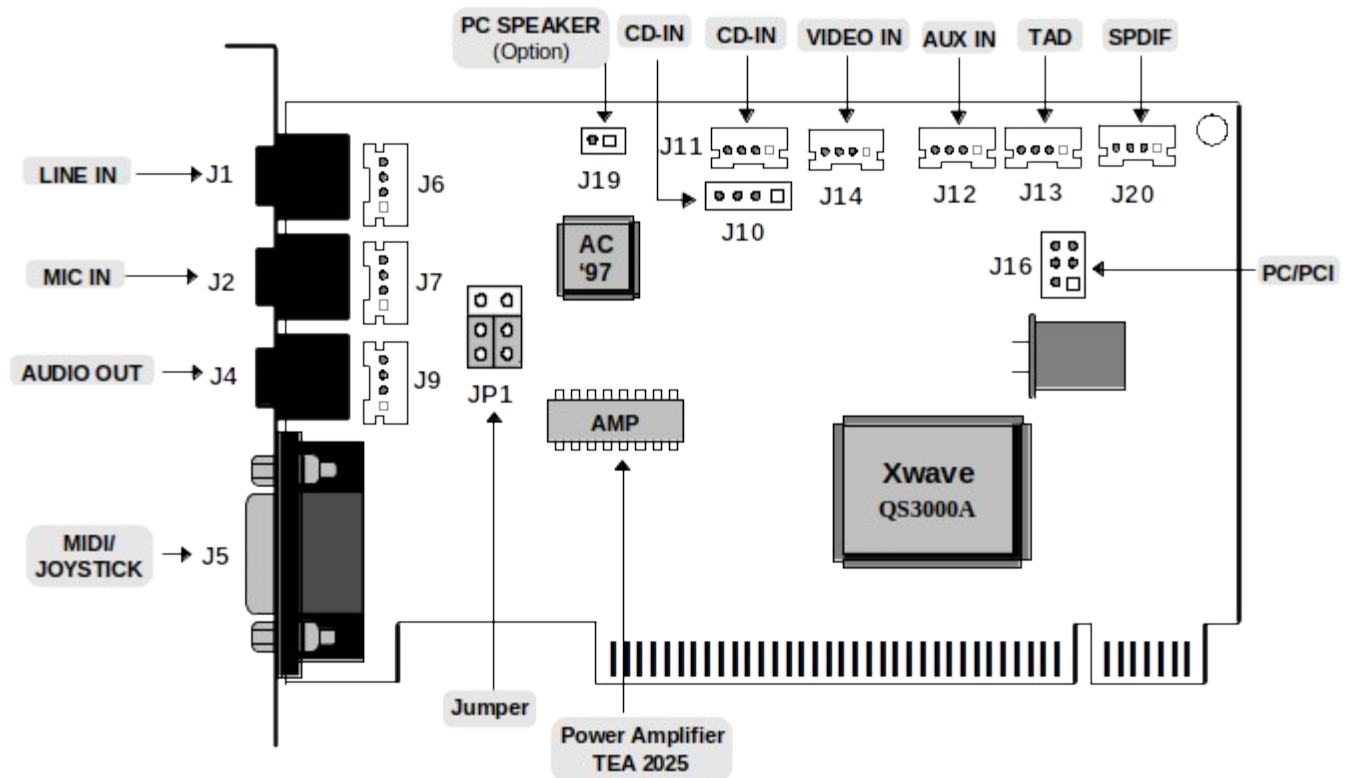 PC SPEAKER
(Option)
CD-IN
CD-IN
VIDEO IN
AUX IN
TAD
SPDIF
J11
J19
J10
J14
J12
J13
J20
LINE IN
J1
J6
AC
‘97
J16
PC/PCI
MIC IN
J2
J7
AUDIO OUT
J4
J9
JP1
AMP
Xwave
QS3000A
MIDI/
JOYSTICK
J5
Jumper
Power Amplifier
TEA 2025